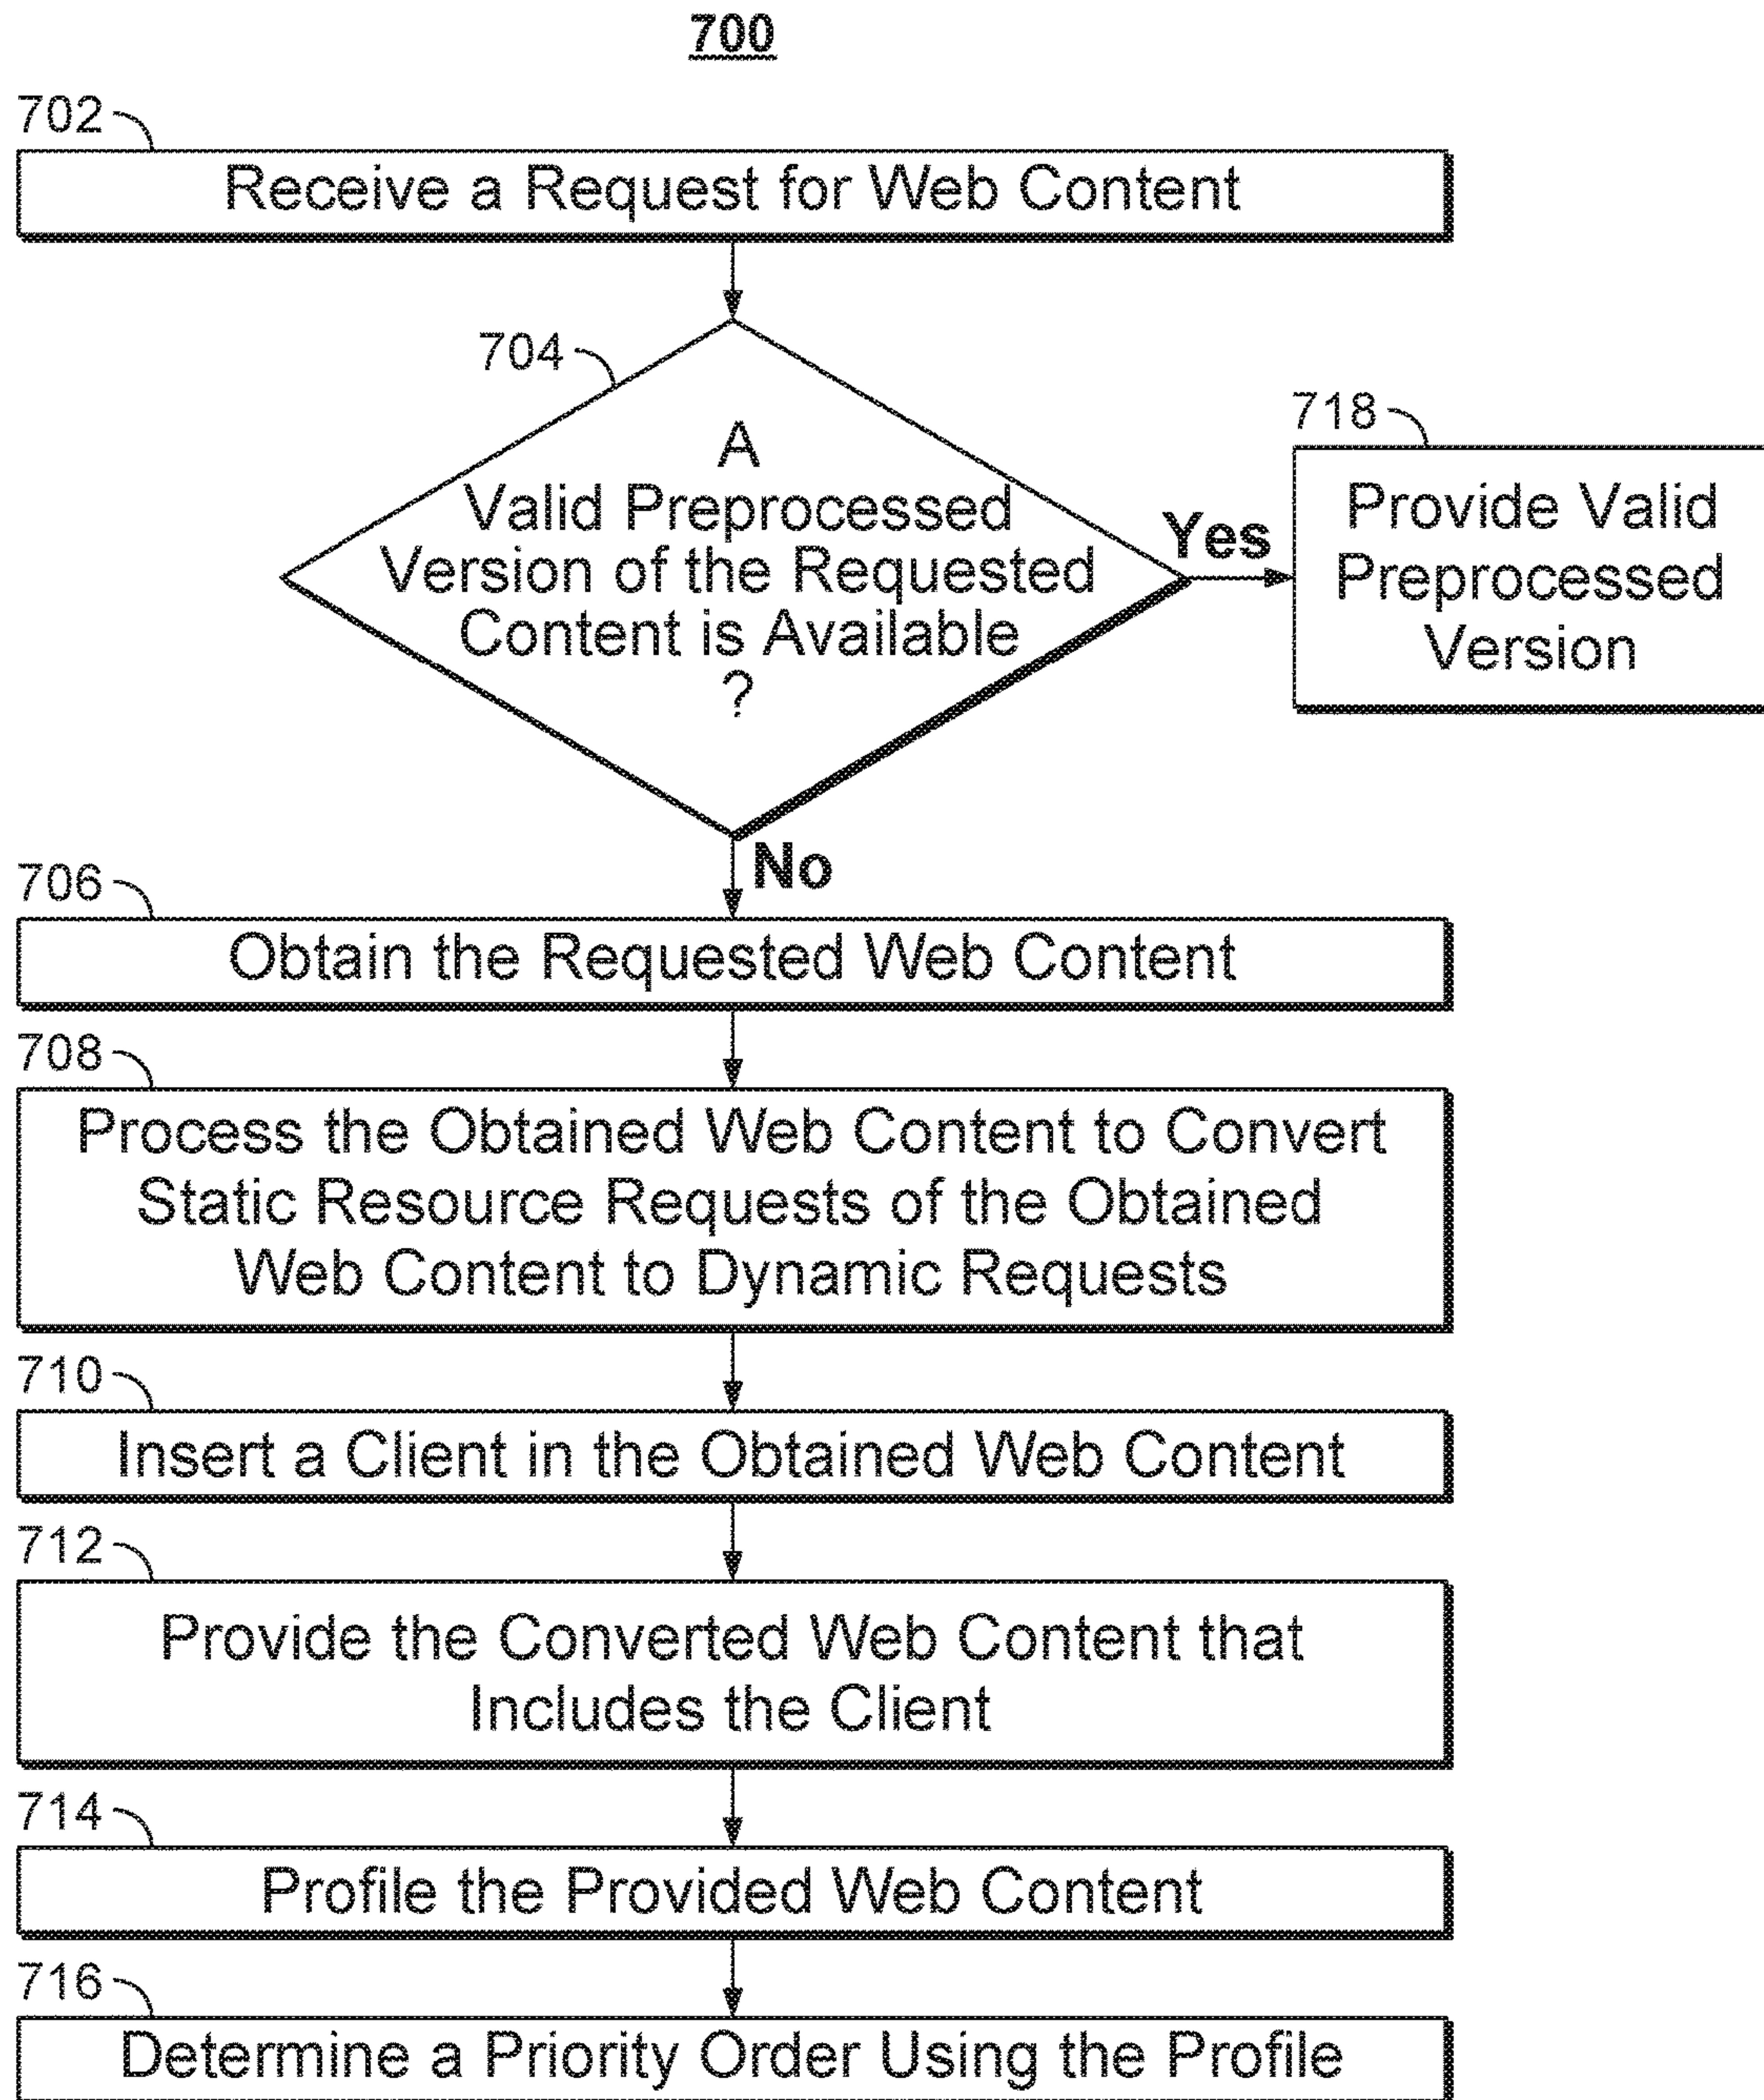 700
702
Receive a Request for Web Content
704
A
Valid Preprocessed
Version of the Requested
Content is Available
?
Yes
718
Provide Valid
Preprocessed
Version
No
706
Obtain the Requested Web Content
708
Process the Obtained Web Content to Convert
Static Resource Requests of the Obtained
Web Content to Dynamic Requests
710
Insert a Client in the Obtained Web Content
712
Provide the Converted Web Content that
Includes the Client
714
Profile the Provided Web Content
716
Determine a Priority Order Using the Profile